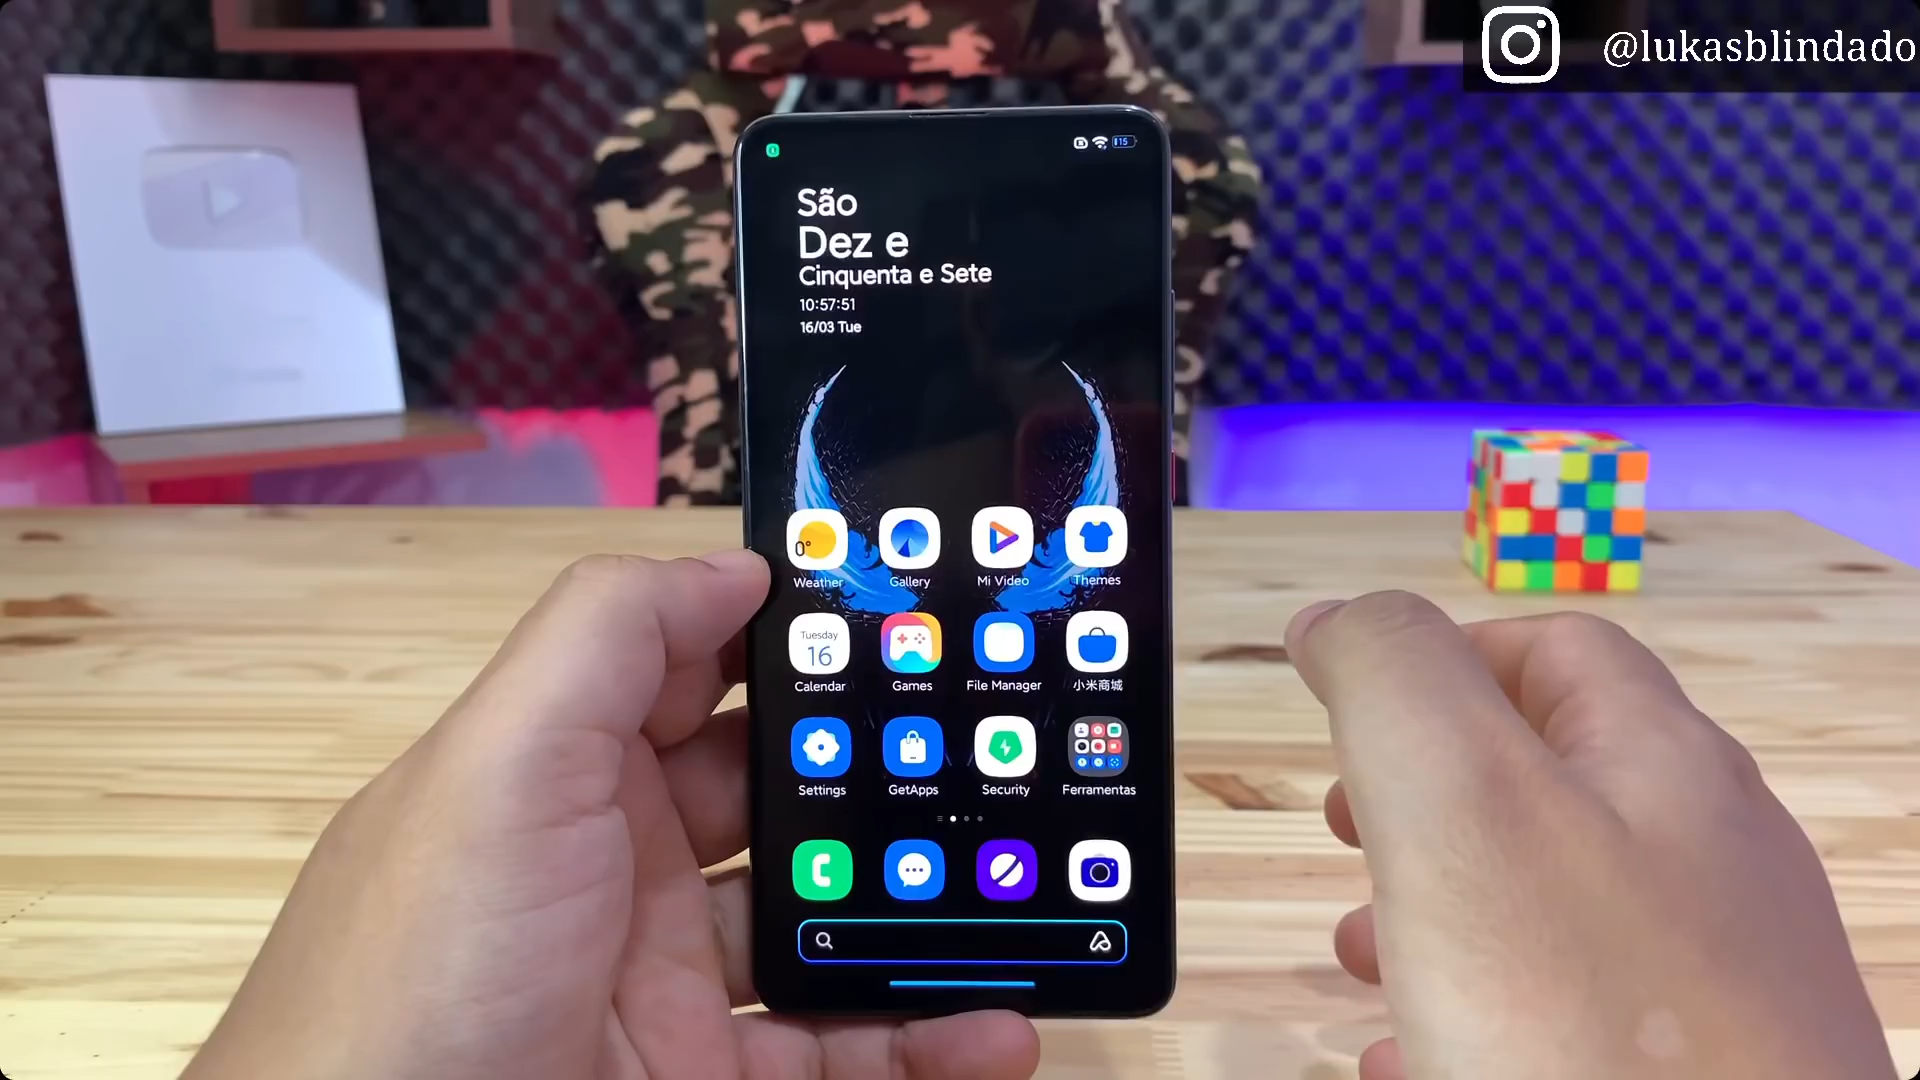 @lukasblindado
15
São
Dez e
Cinquenta e Sete
10:57:51
16/03 Tue
0°
Weather
Gallery
Mi Video
Themes
Tuesday
16
Calendar
Games
File Manager
小米商城
Settings
GetApps
Security
Ferramentas